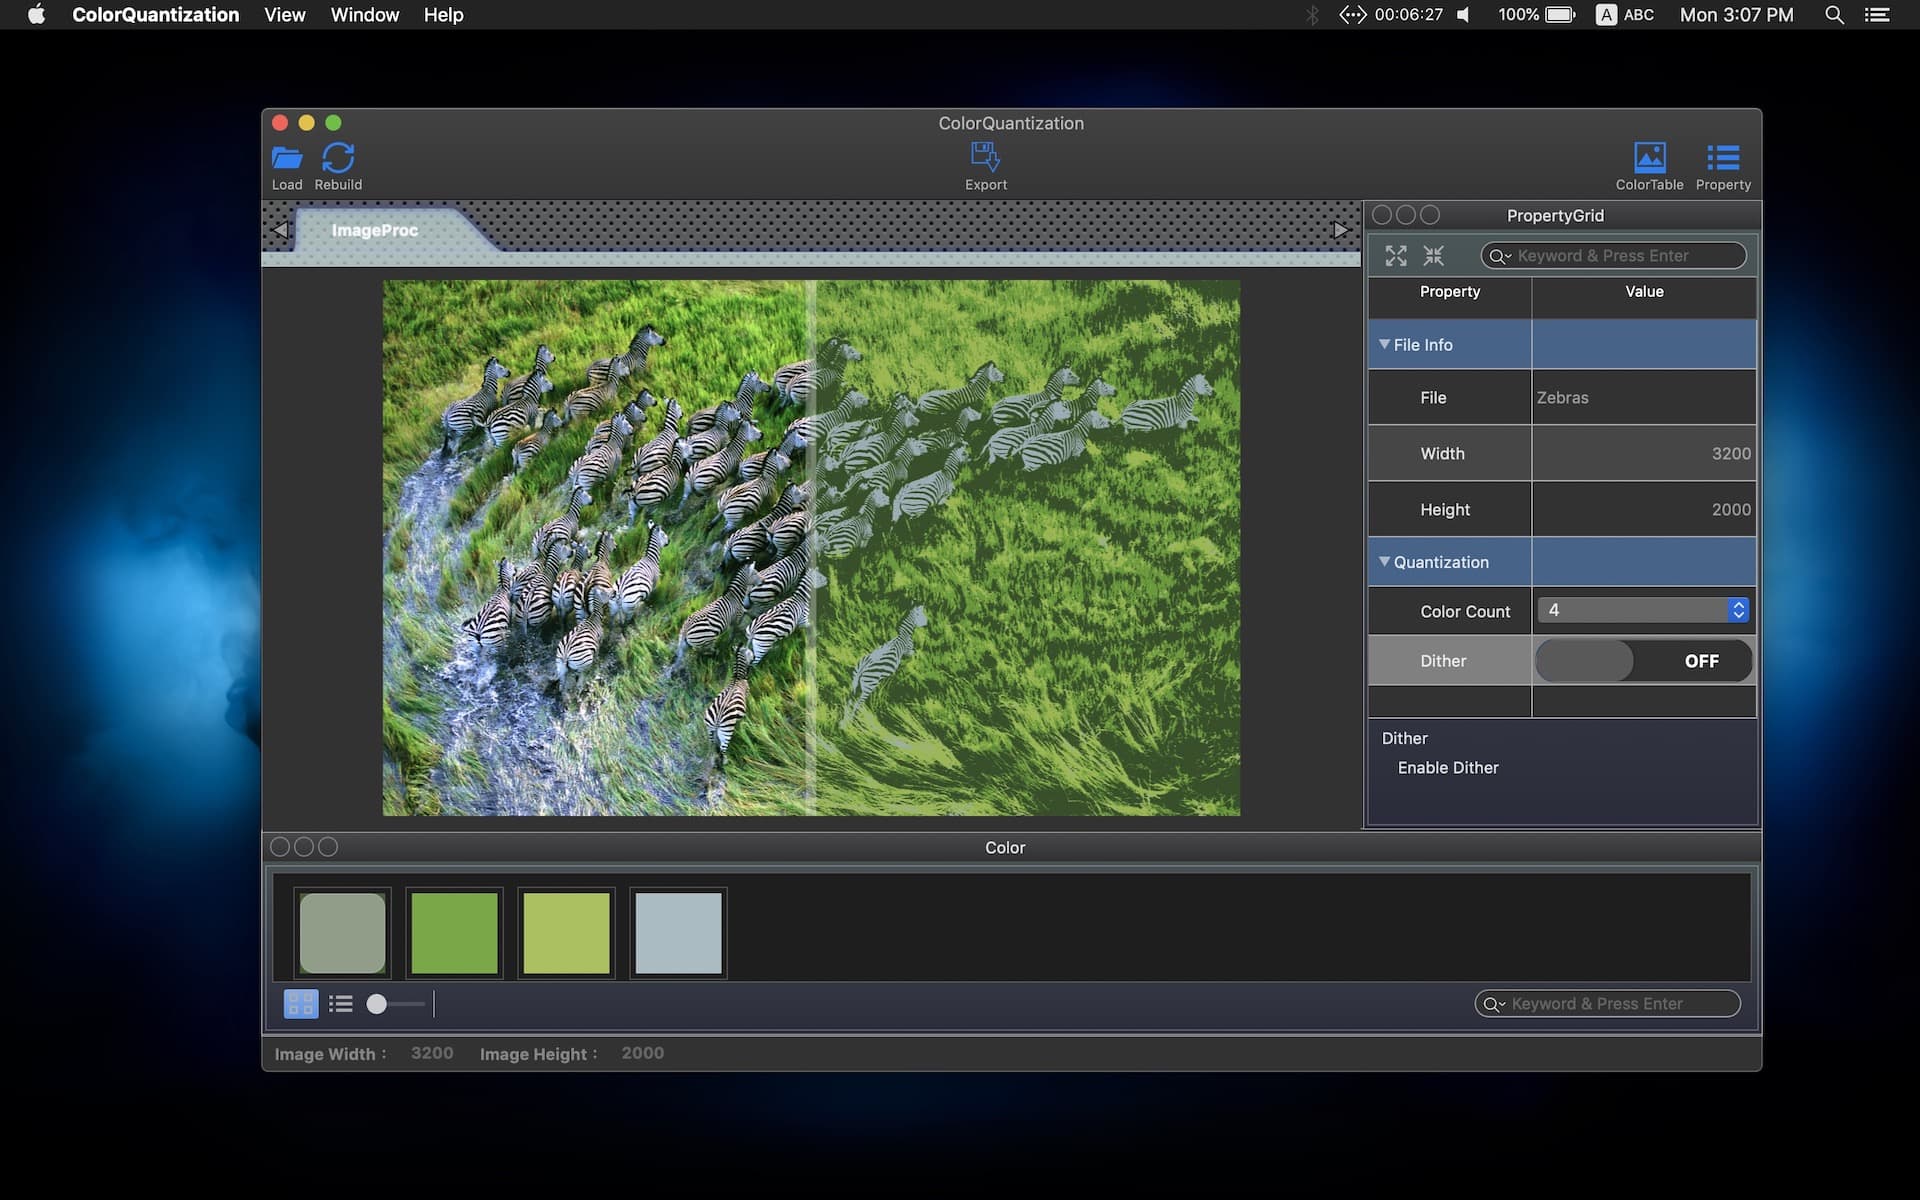 ColorQuantization View Window Help 00:06:27 100% A ABC Mon 3:07 PM
ColorQuantization
Load Rebuild Export ColorTable Property
ImageProc
PropertyGrid
Keyword & Press Enter
Property Value
File Info
File Zebras
Width 3200
Height 2000
Quantization
Color Count 4
Dither OFF
Dither
Enable Dither
Color
Keyword & Press Enter
Image Width : 3200 Image Height : 2000